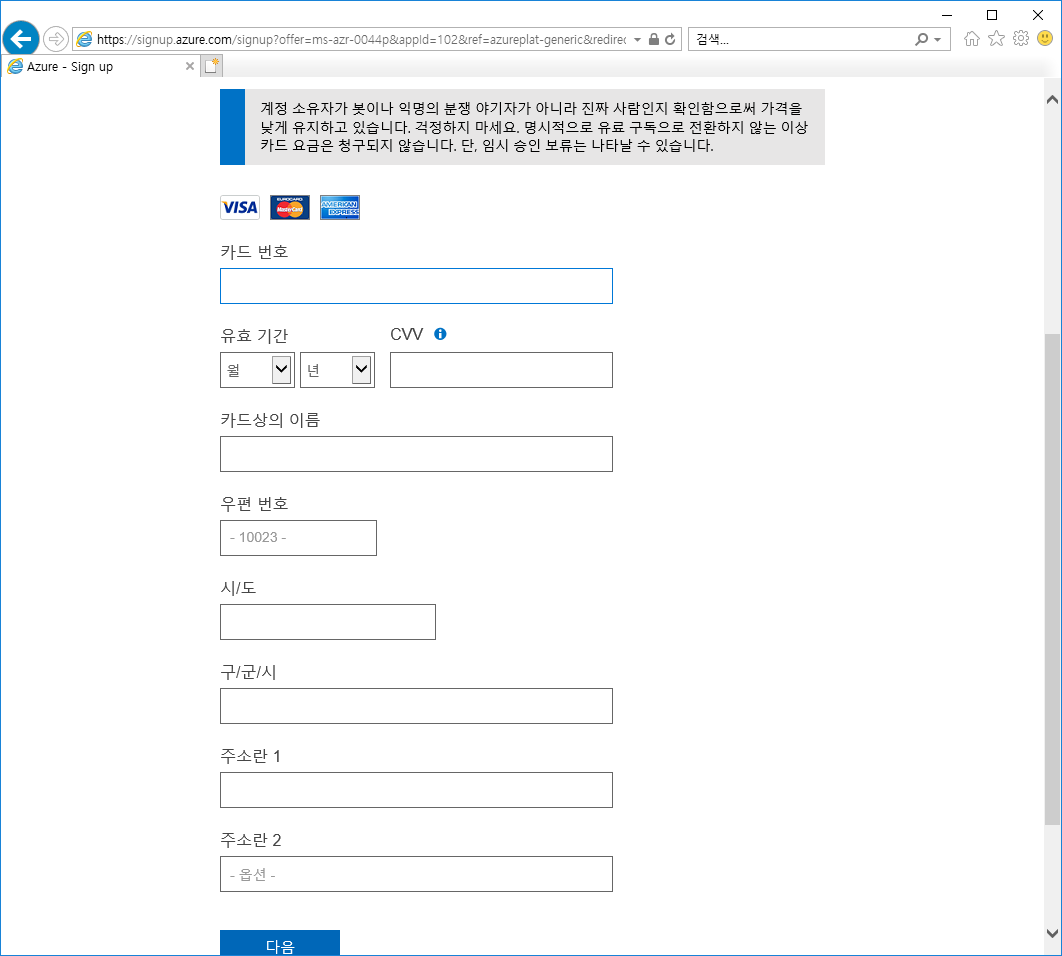 https://signup.azure.com/signup?offer=ms-azr-0044p&appId=102&ref=azureplat-generic&redirec
검색...
Azure - Sign up
계정 소유자가 봇이나 익명의 분쟁 야기자가 아니라 진짜 사람인지 확인함으로써 가격을
낮게 유지하고 있습니다. 걱정하지 마세요. 명시적으로 유료 구독으로 전환하지 않는 이상
카드 요금은 청구되지 않습니다. 단, 임시 승인 보류는 나타날 수 있습니다.
VISA
EUROCARD
MasterCard
AMERICAN
EXPRESS
카드 번호
유효 기간
CVV
월
년
카드상의 이름
우편 번호
- 10023 -
시/도
구/군/시
주소란 1
주소란 2
- 옵션 -
다음